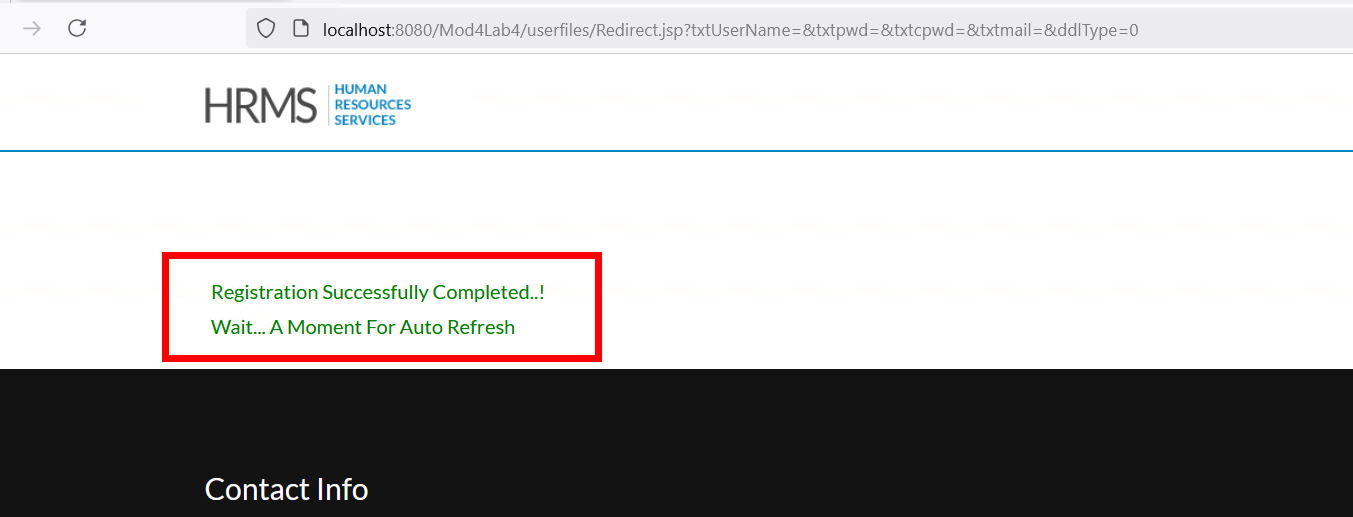 localhost:8080/Mod4Lab4/userfiles/Redirect.jsp?txtUserName=&txtpwd=&txtcpwd=&txtmail=&ddlType=0
HRMS
HUMAN
RESOURCES
SERVICES
Registration Successfully Completed..!
Wait... A Moment For Auto Refresh
Contact Info